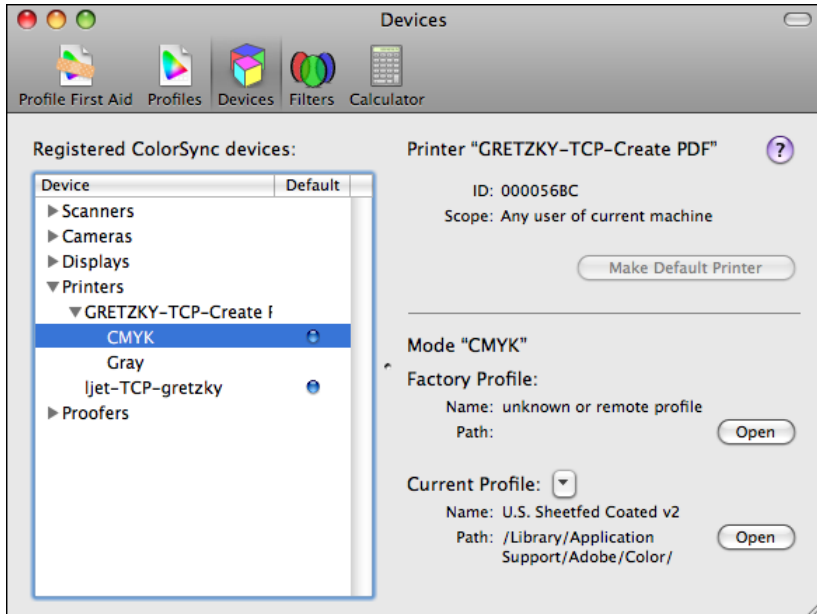 Devices
Profile First Aid Profiles Devices Filters Calculator
Registered ColorSync devices:
Device Default
Scanners
Cameras
Displays
Printers
GRETZKY-TCP-Create
CMYK
Gray
ljet-TCP-gretzky
Proofers
Printer “GRETZKY-TCP-Create PDF”
?
ID: 000056BC
Scope: Any user of current machine
Make Default Printer
Mode “CMYK”
Factory Profile:
Name: unknown or remote profile
Path:
Open
Current Profile:
Name: U.S. Sheetfed Coated v2
Path: /Library/Application
Support/Adobe/Color/
Open